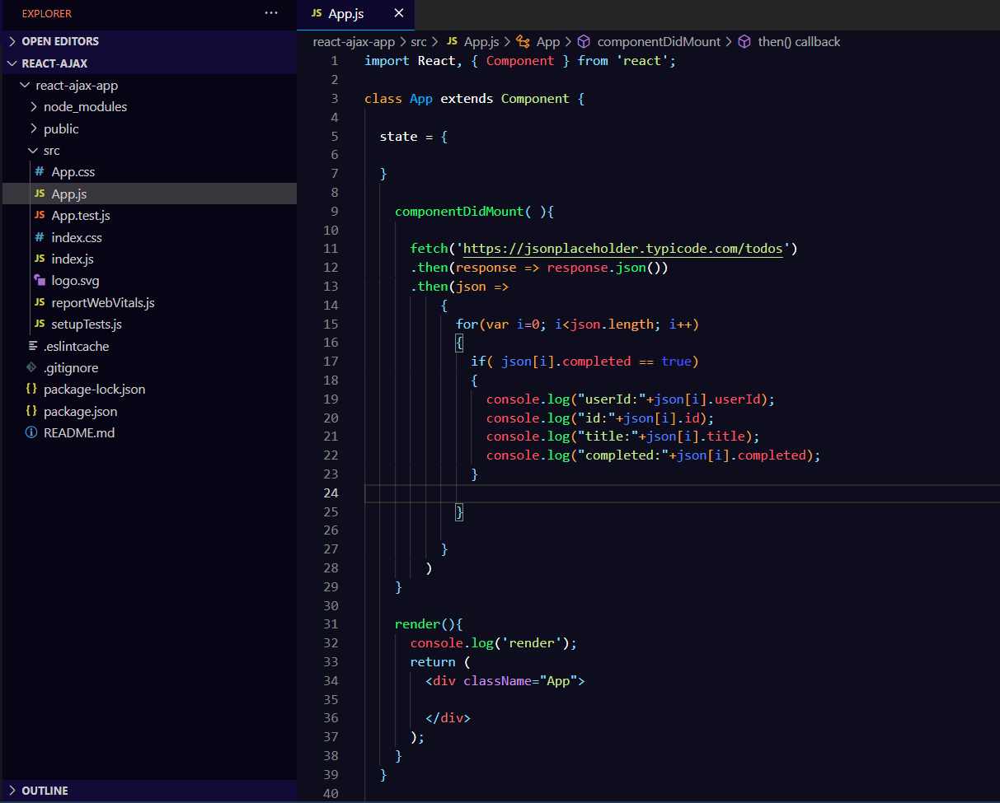 EXPLORER ···
OPEN EDITORS
REACT-AJAX
react-ajax-app
node_modules
public
src
# App.css
JS App.js
JS App.test.js
# index.css
JS index.js
logo.svg
JS reportWebVitals.js
JS setupTests.js
.eslintcache
.gitignore
{} package-lock.json
{} package.json
README.md
OUTLINE
JS App.js ×
react-ajax-app > src > JS App.js > App > componentDidMount > then() callback
1 import React, { Component } from 'react';
2
3 class App extends Component {
4
5 state = {
6
7 }
8
9 componentDidMount( ){
10
11 fetch('https://jsonplaceholder.typicode.com/todos')
12 .then(response => response.json())
13 .then(json =>
14 {
15 for(var i=0; i<json.length; i++)
16 {
17 if( json[i].completed == true)
18 {
19 console.log("userId:"+json[i].userId);
20 console.log("id:"+json[i].id);
21 console.log("title:"+json[i].title);
22 console.log("completed:"+json[i].completed);
23 }
24
25 }
26
27 }
28 )
29 }
30
31 render(){
32 console.log('render');
33 return (
34 <div className="App">
35
36 </div>
37 );
38 }
39 }
40